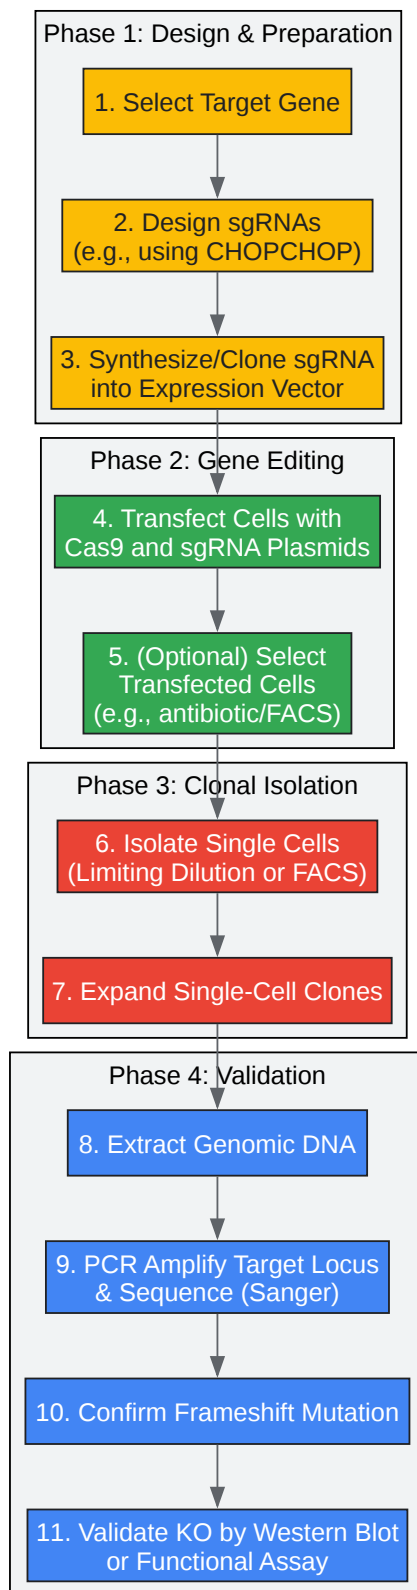 Phase 1: Design & Preparation
1. Select Target Gene
2. Design sgRNAs
(e.g., using CHOPCHOP)
3. Synthesize/Clone sgRNA
into Expression Vector
Phase 2: Gene Editing
4. Transfect Cells with
Cas9 and sgRNA Plasmids
5. (Optional) Select
Transfected Cells
(e.g., antibiotic/FACS)
Phase 3: Clonal Isolation
6. Isolate Single Cells
(Limiting Dilution or FACS)
7. Expand Single-Cell Clones
Phase 4: Validation
8. Extract Genomic DNA
9. PCR Amplify Target Locus
& Sequence (Sanger)
10. Confirm Frameshift Mutation
11. Validate KO by Western Blot
or Functional Assay